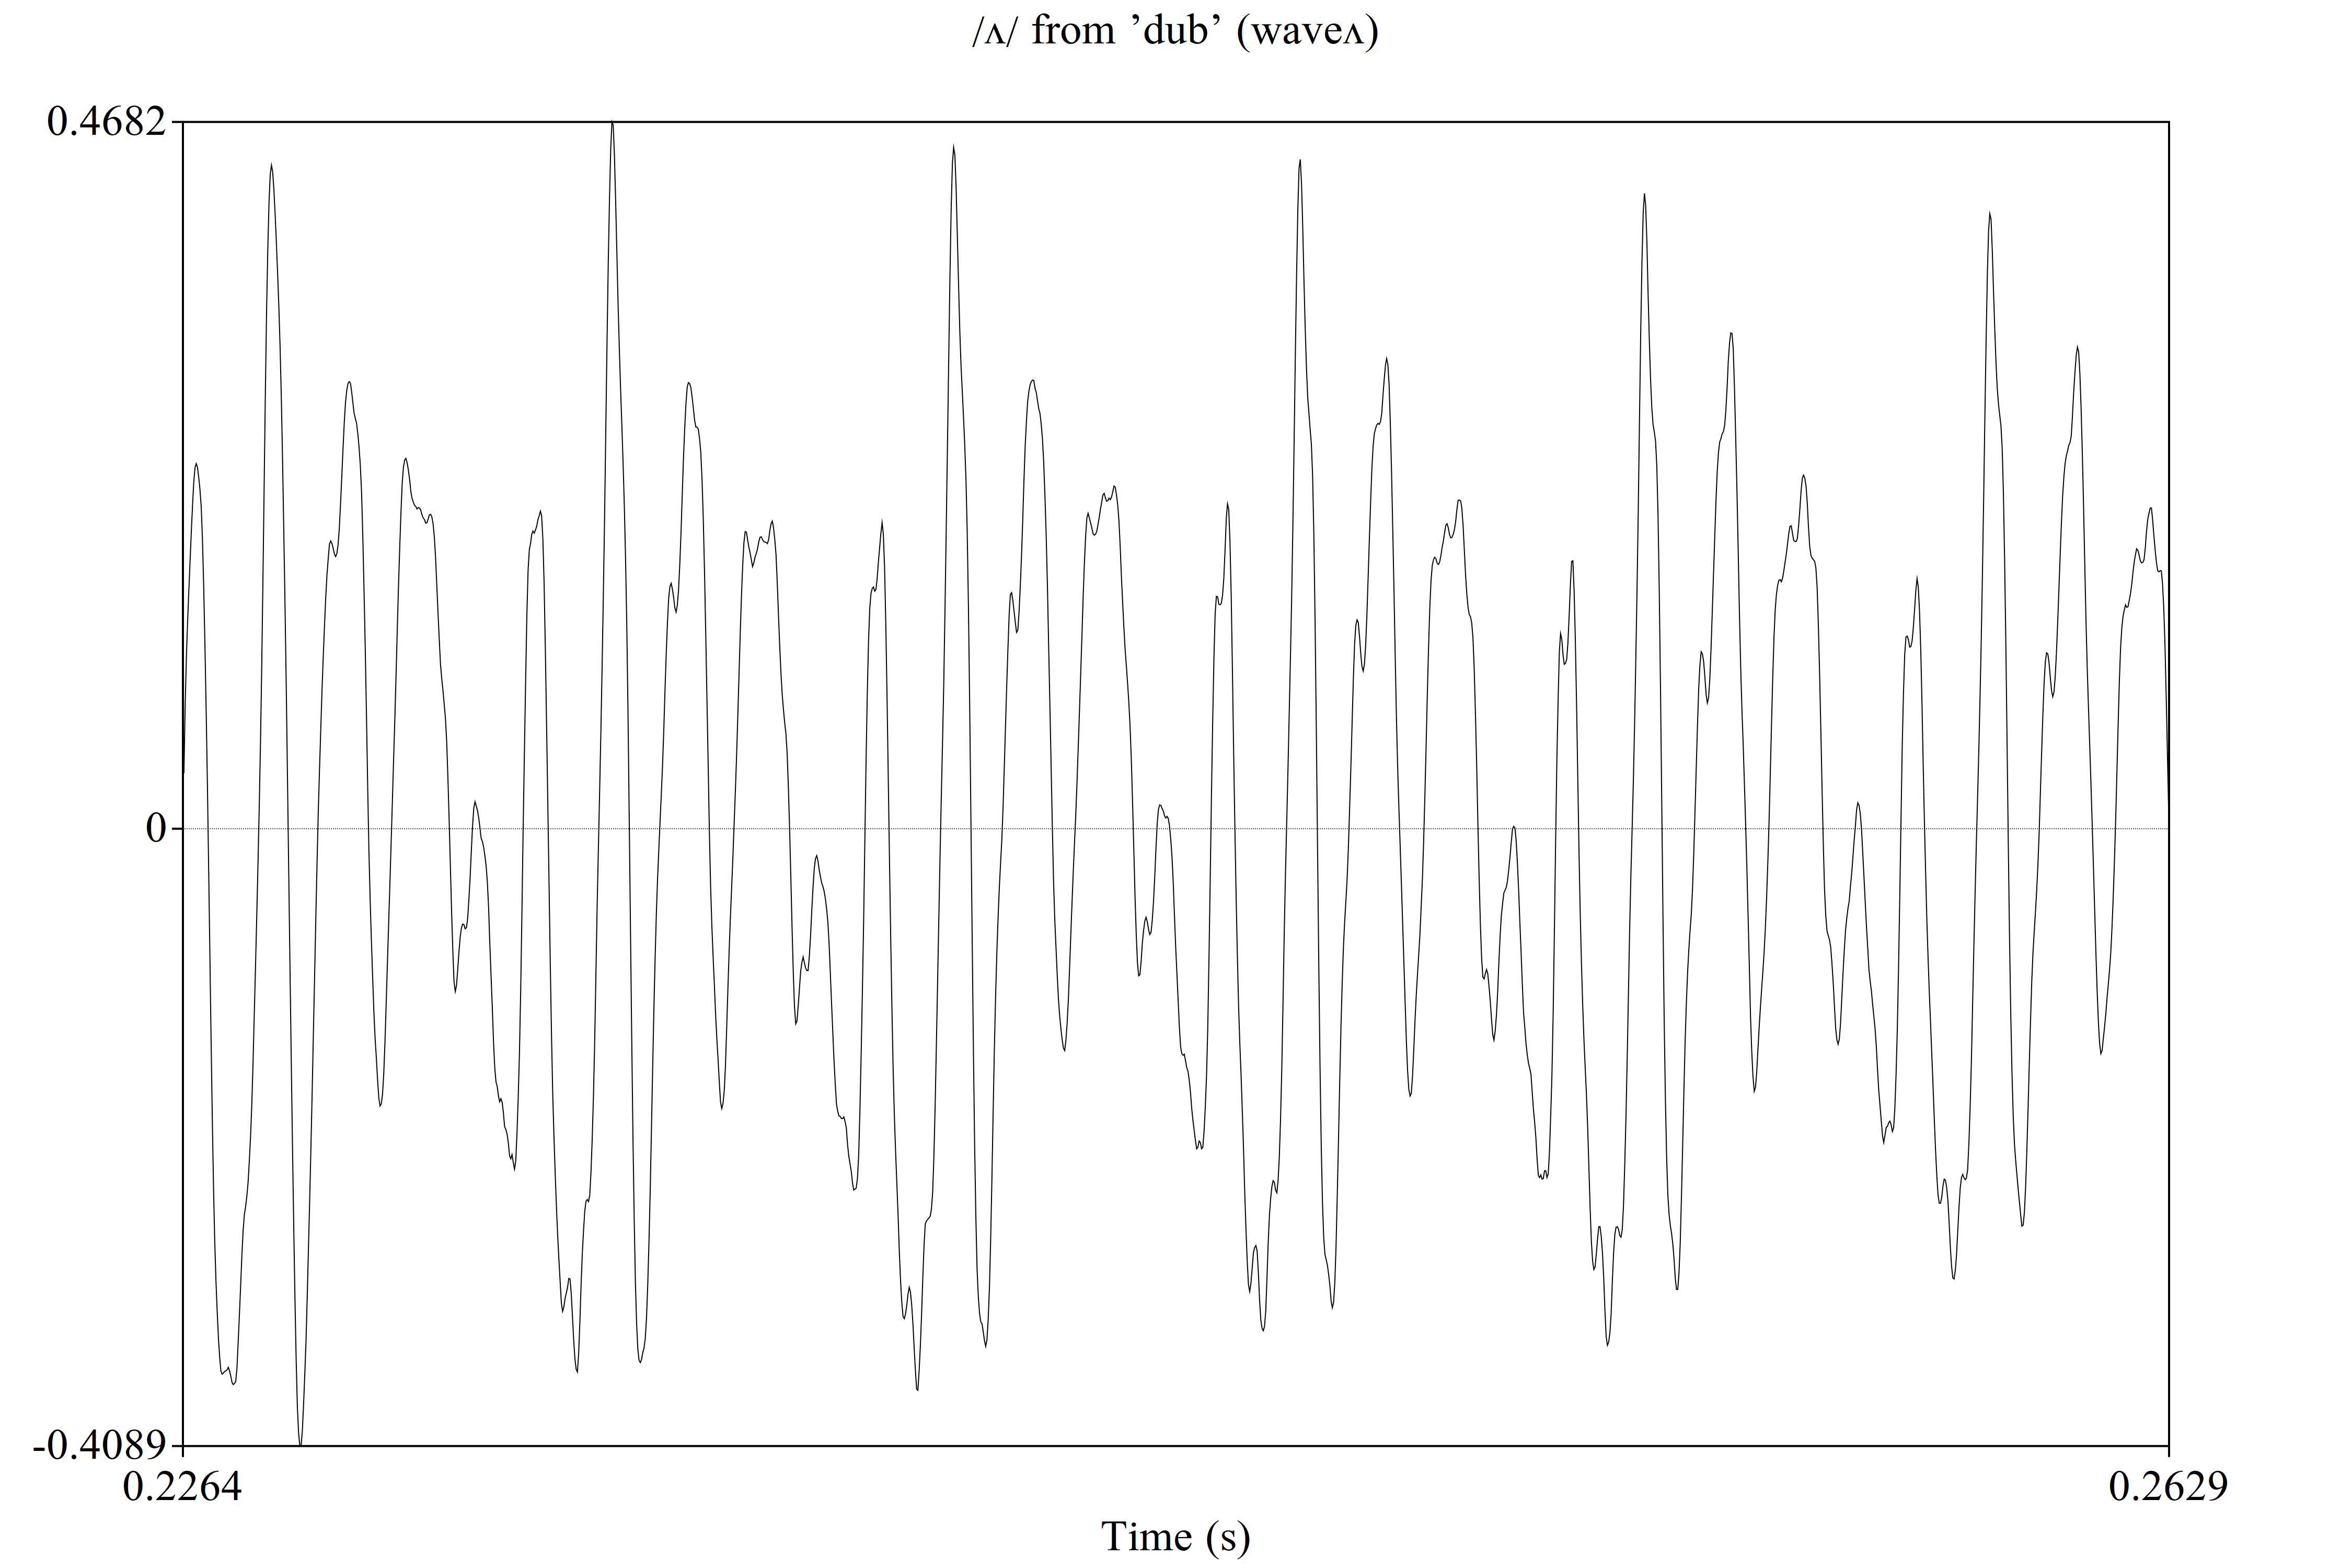 /ʌ/ from ’dub’ (waveʌ)
0.4682
0
-0.4089
0.2264
0.2629
Time (s)